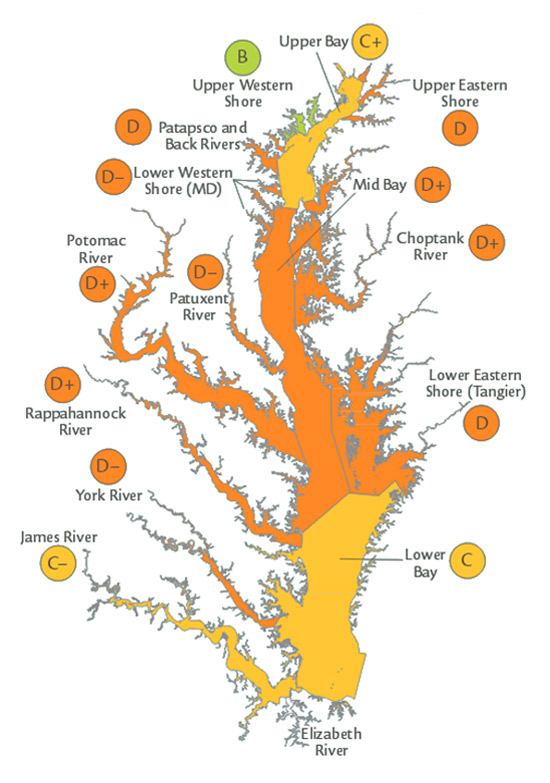 Upper Bay
C+
B
Upper Western
Shore
Upper Eastern
Shore
D
D
Patapsco and
Back Rivers
D–
Lower Western
Shore (MD)
Mid Bay
D+
Potomac
River
D+
D–
Patuxent
River
Choptank
River
D+
D+
Rappahannock
River
Lower Eastern
Shore (Tangier)
D
D–
York River
James River
C–
Lower
Bay
C
Elizabeth
River